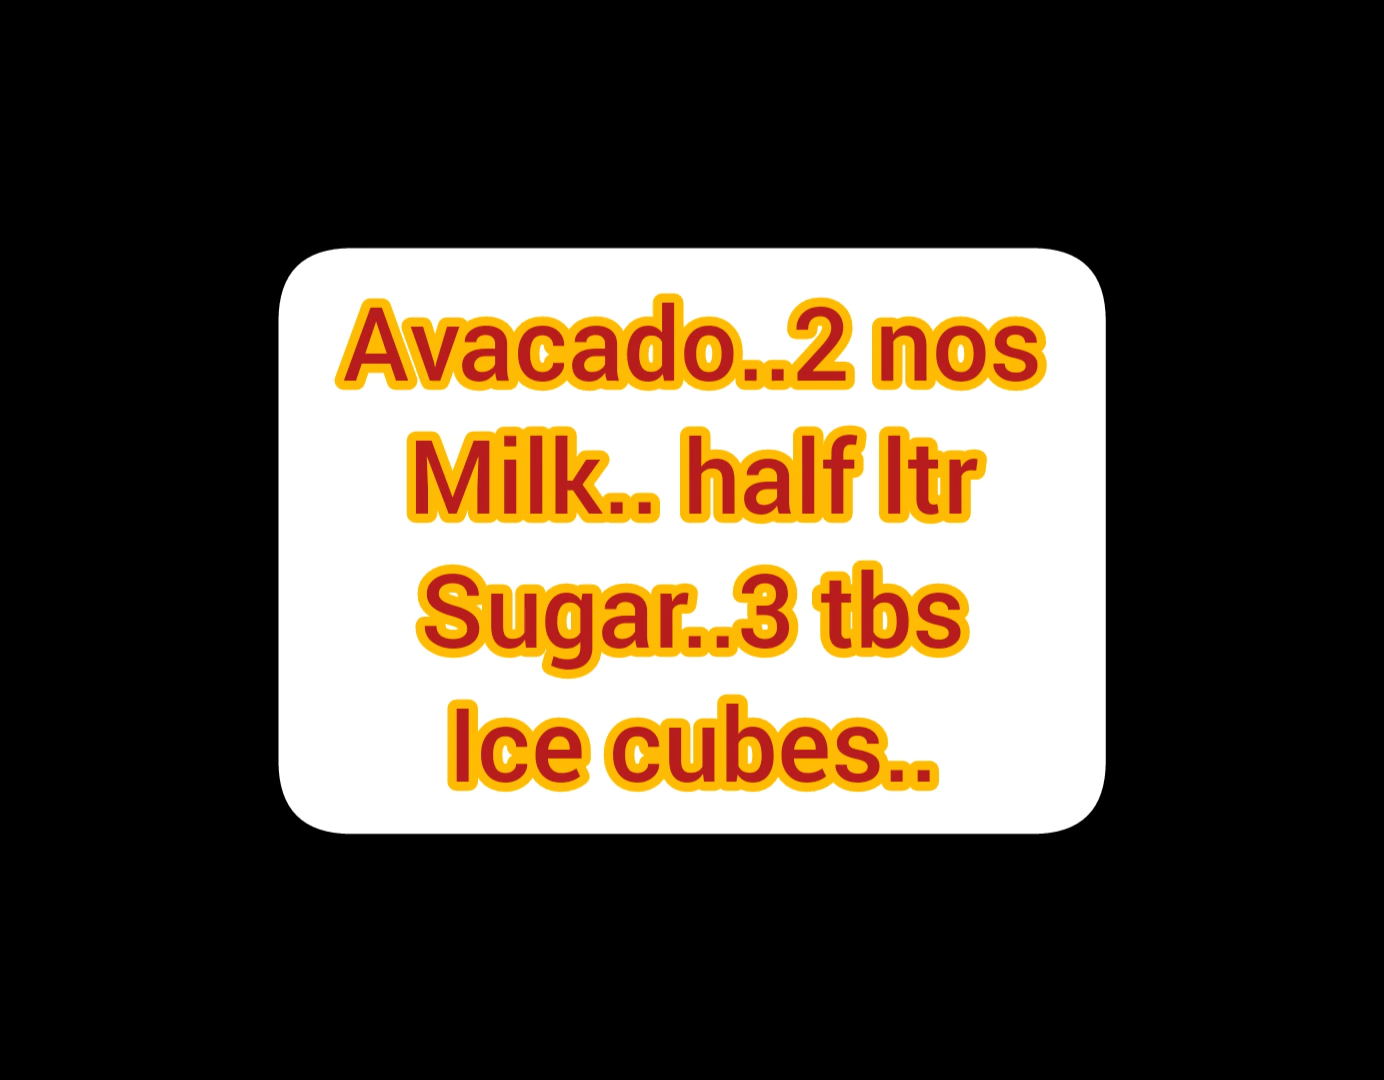 Avacado..2 nos
Milk.. half ltr
Sugar..3 tbs
Ice cubes..